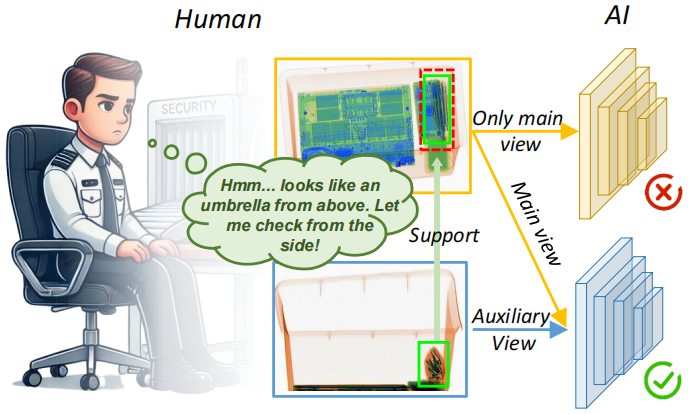 Human
AI
SECURITY
Only main
view
Hmm... looks like an
umbrella from above. Let
me check from the
side!
Main view
Support
Auxiliary
View